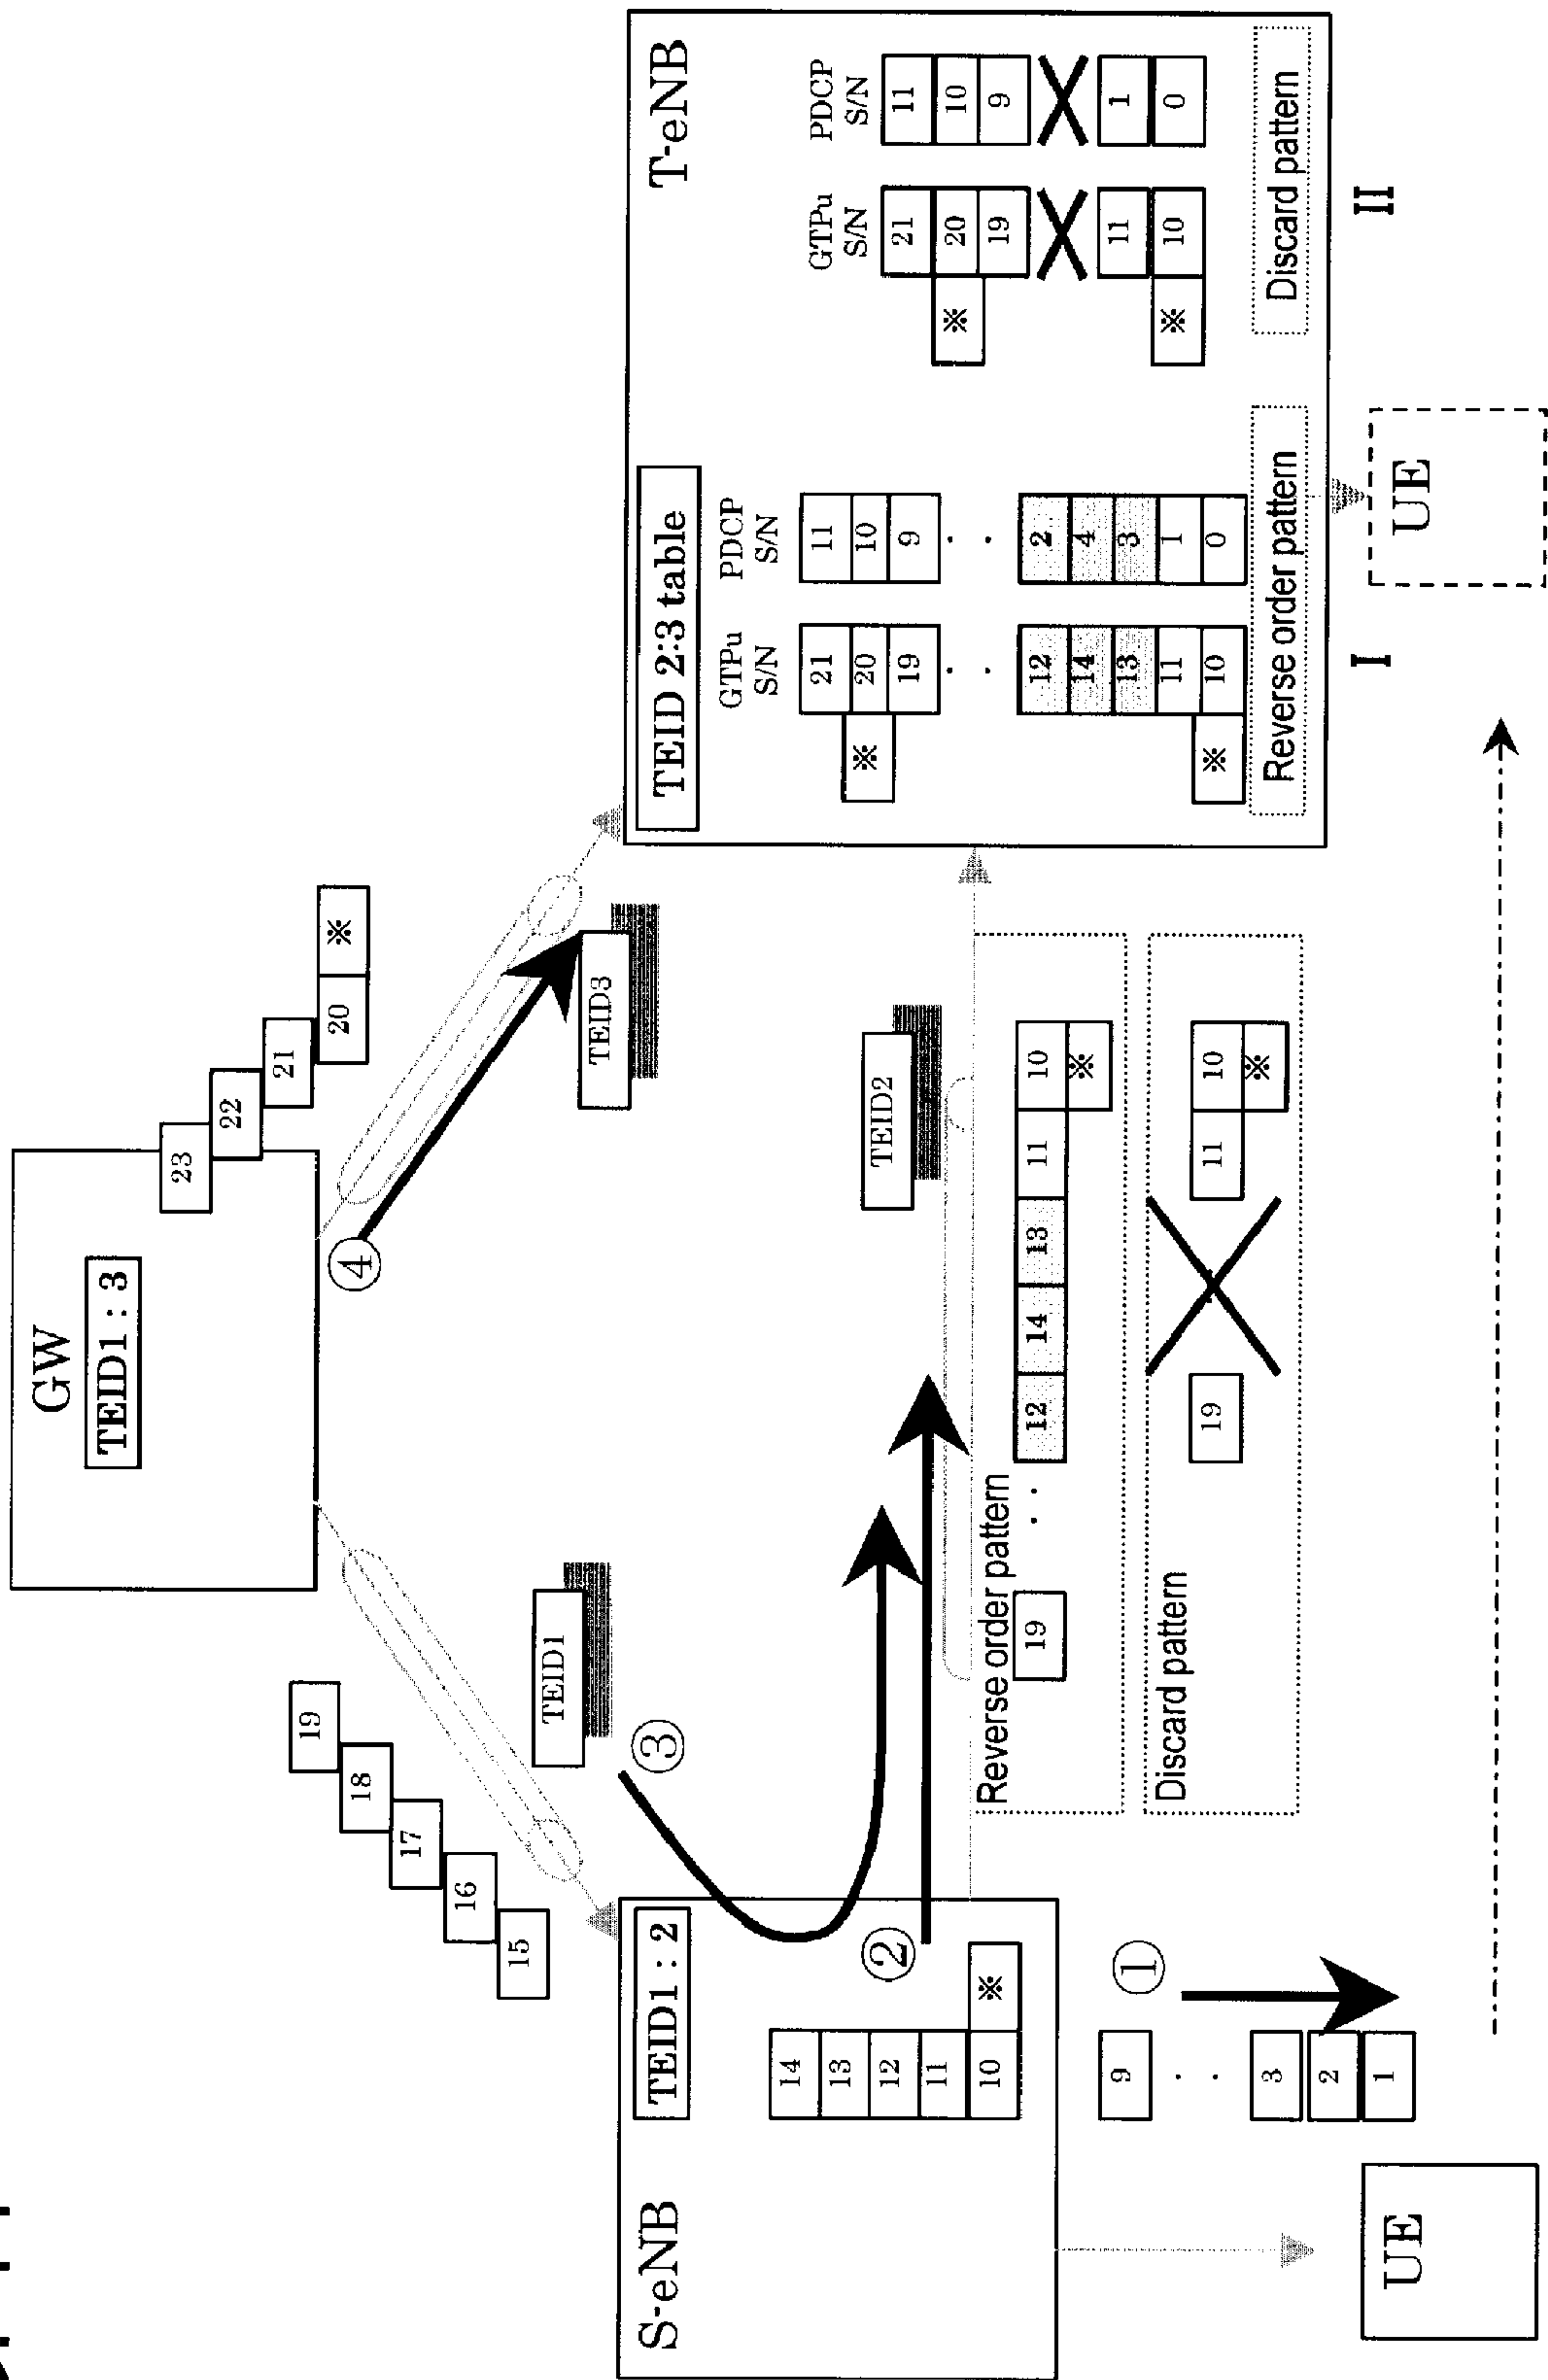 GW
TEID1 : 3
23
22
21
20 ※
19
18
17
16
15
④
TEID1
TEID3
③
S-eNB
TEID1 : 2
14
13
12
11
10 ※
②
TEID2
Reverse order pattern
19 · · 12 14 13 11 10
※
Discard pattern
19 11 10
※
①
9
·
·
3
2
1
UE
T-eNB
TEID 2:3 table
GTPu
S/N
PDCP
S/N
21 11
※ 20 10
19 9
· ·
· ·
12 2
14 4
13 3
11 1
※ 10 0
Reverse order pattern
I
GTPu
S/N
PDCP
S/N
21 11
※ 20 10
19 9
11 1
※ 10 0
Discard pattern
II
UE